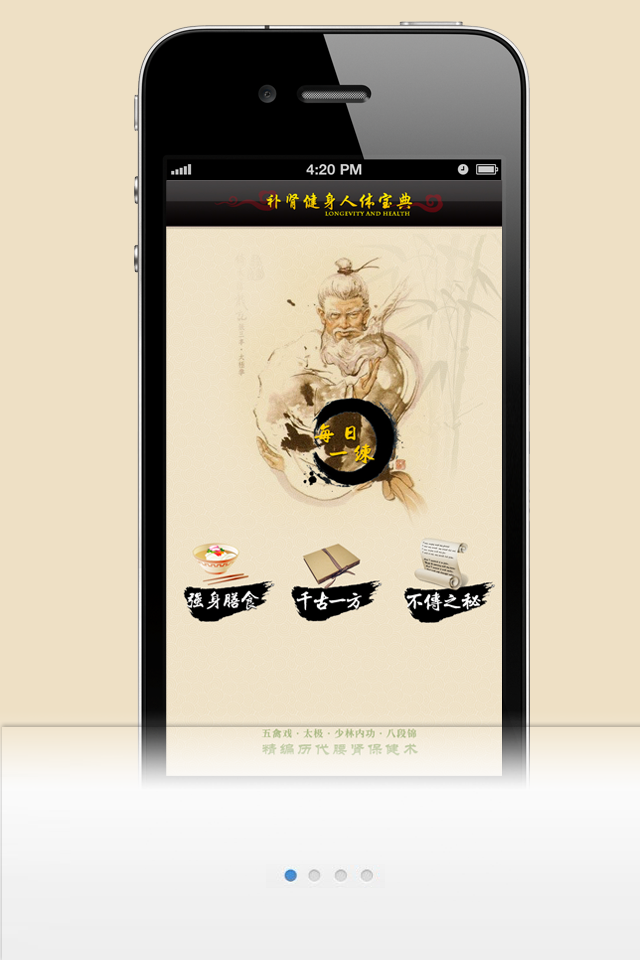 4:20 PM
补肾健身人体宝典
LONGEVITY AND HEALTH
每日
一練
强身膳食
千古一方
不傳之秘
五禽戏·太极·少林内功·八段锦
精编历代腰肾保健术